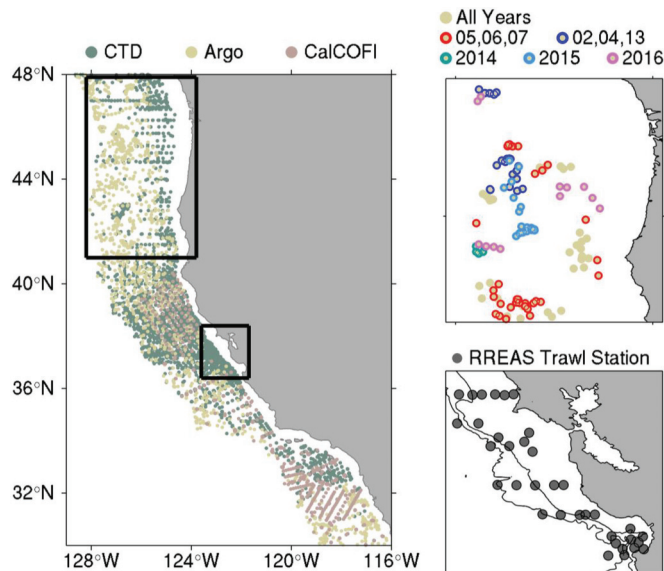 All Years
05,06,07 02,04,13
2014 2015 2016
CTD Argo CalCOFI
48°N
44°N
40°N
36°N
32°N
128°W 124°W 120°W 116°W
RREAS Trawl Station